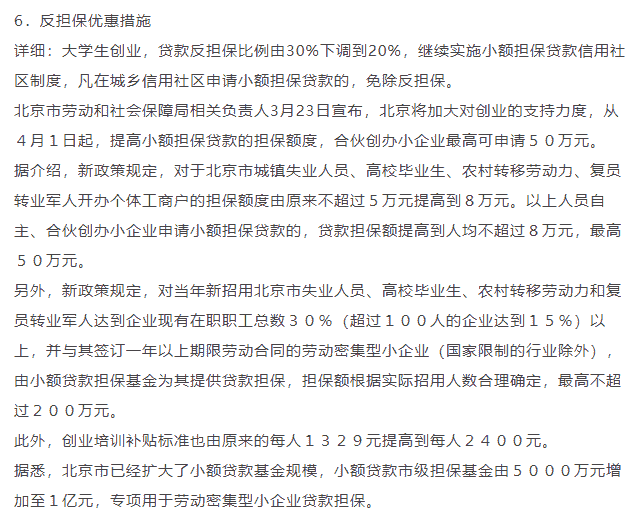 6．反担保优惠措施
详细：大学生创业，贷款反担保比例由30%下调到20%，继续实施小额担保贷款信用社
区制度，凡在城乡信用社区申请小额担保贷款的，免除反担保。
北京市劳动和社会保障局相关负责人3月23日宣布，北京将加大对创业的支持力度，从
４月１日起，提高小额担保贷款的担保额度，合伙创办小企业最高可申请５０万元。
据介绍，新政策规定，对于北京市城镇失业人员、高校毕业生、农村转移劳动力、复员
转业军人开办个体工商户的担保额度由原来不超过５万元提高到８万元。以上人员自
主、合伙创办小企业申请小额担保贷款的，贷款担保额提高到人均不超过８万元，最高
５０万元。
另外，新政策规定，对当年新招用北京市失业人员、高校毕业生、农村转移劳动力和复
员转业军人达到企业现有在职职工总数３０％（超过１００人的企业达到１５％）以
上，并与其签订一年以上期限劳动合同的劳动密集型小企业（国家限制的行业除外），
由小额贷款担保基金为其提供贷款担保，担保额根据实际招用人数合理确定，最高不超
过２００万元。
此外，创业培训补贴标准也由原来的每人１３２９元提高到每人２４００元。
据悉，北京市已经扩大了小额贷款基金规模，小额贷款市级担保基金由５０００万元增
加至１亿元，专项用于劳动密集型小企业贷款担保。